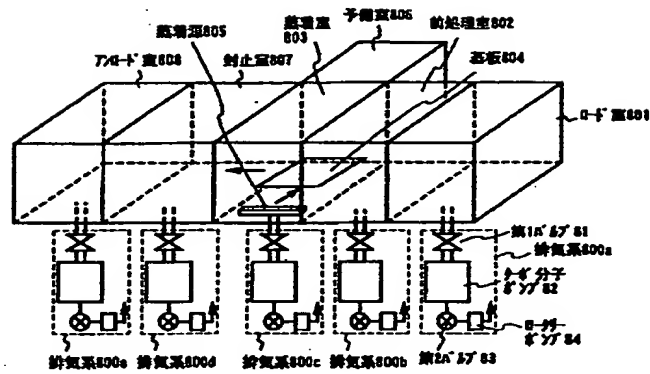 予備室806
蒸着源805
蒸着室
803
前処理室802
アンロード室808
封止室807
基板804
ロード室801
第1バルブ81
排気系800a
ターボ分子
ポンプ82
ロータリー
ポンプ84
排気系800e
排気系800d
排気系800c
排気系800b
第2バルブ83